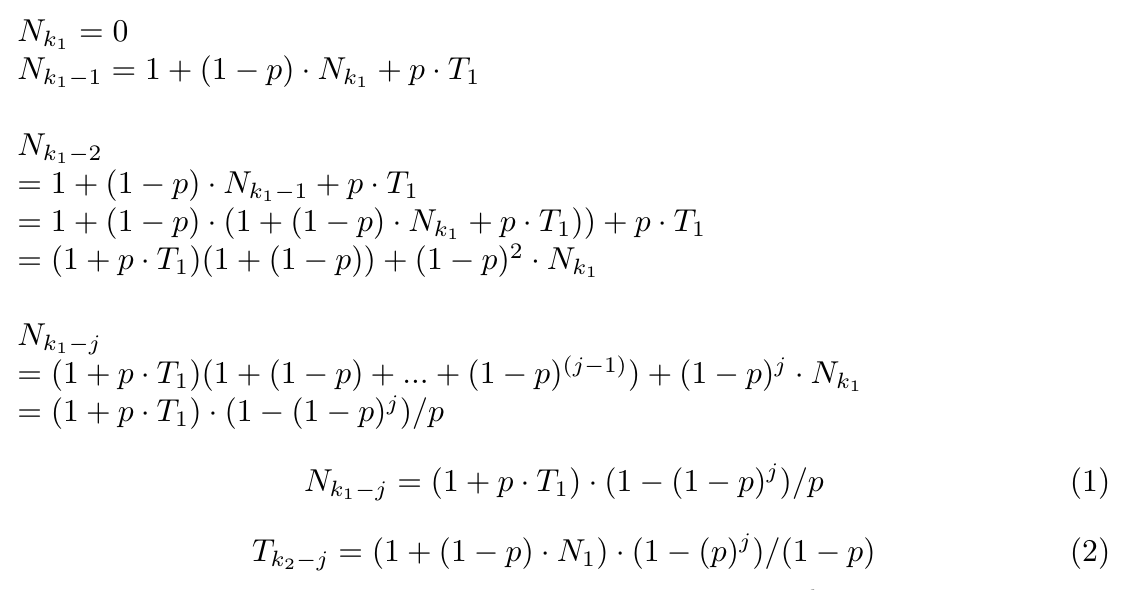 N_{k_1} = 0
N_{k_1-1} = 1 + (1 − p) · N_{k_1} + p · T_1
N_{k_1-2}
= 1 + (1 − p) · N_{k_1-1} + p · T_1
= 1 + (1 − p) · (1 + (1 − p) · N_{k_1} + p · T_1)) + p · T_1
= (1 + p · T_1)(1 + (1 − p)) + (1 − p)^2 · N_{k_1}
N_{k_1-j}
= (1 + p · T_1)(1 + (1 − p) + ... + (1 − p)^{(j−1)}) + (1 − p)^j · N_{k_1}
= (1 + p · T_1) · (1 − (1 − p)^j)/p
N_{k_1-j} = (1 + p · T_1) · (1 − (1 − p)^j)/p (1)
T_{k_2-j} = (1 + (1 − p) · N_1) · (1 − (p)^j)/(1 − p) (2)